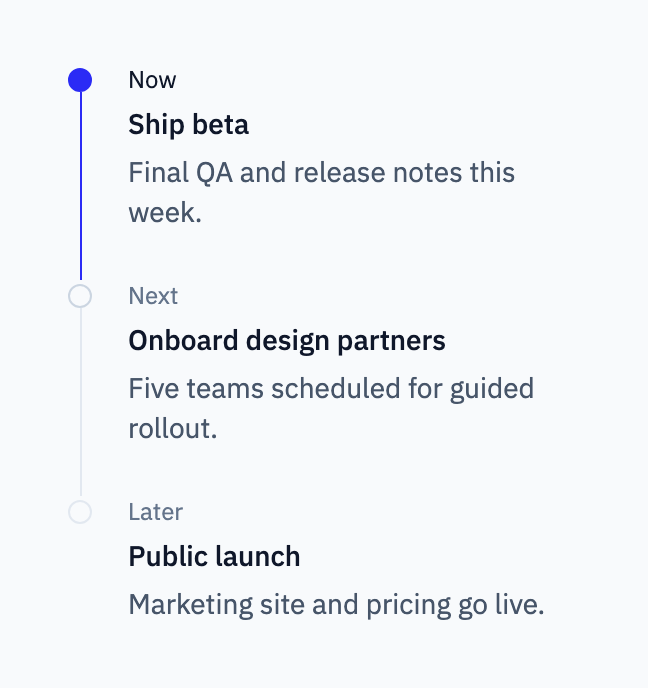 Now
Ship beta
Final QA and release notes this
week.
Next
Onboard design partners
Five teams scheduled for guided
rollout.
Later
Public launch
Marketing site and pricing go live.